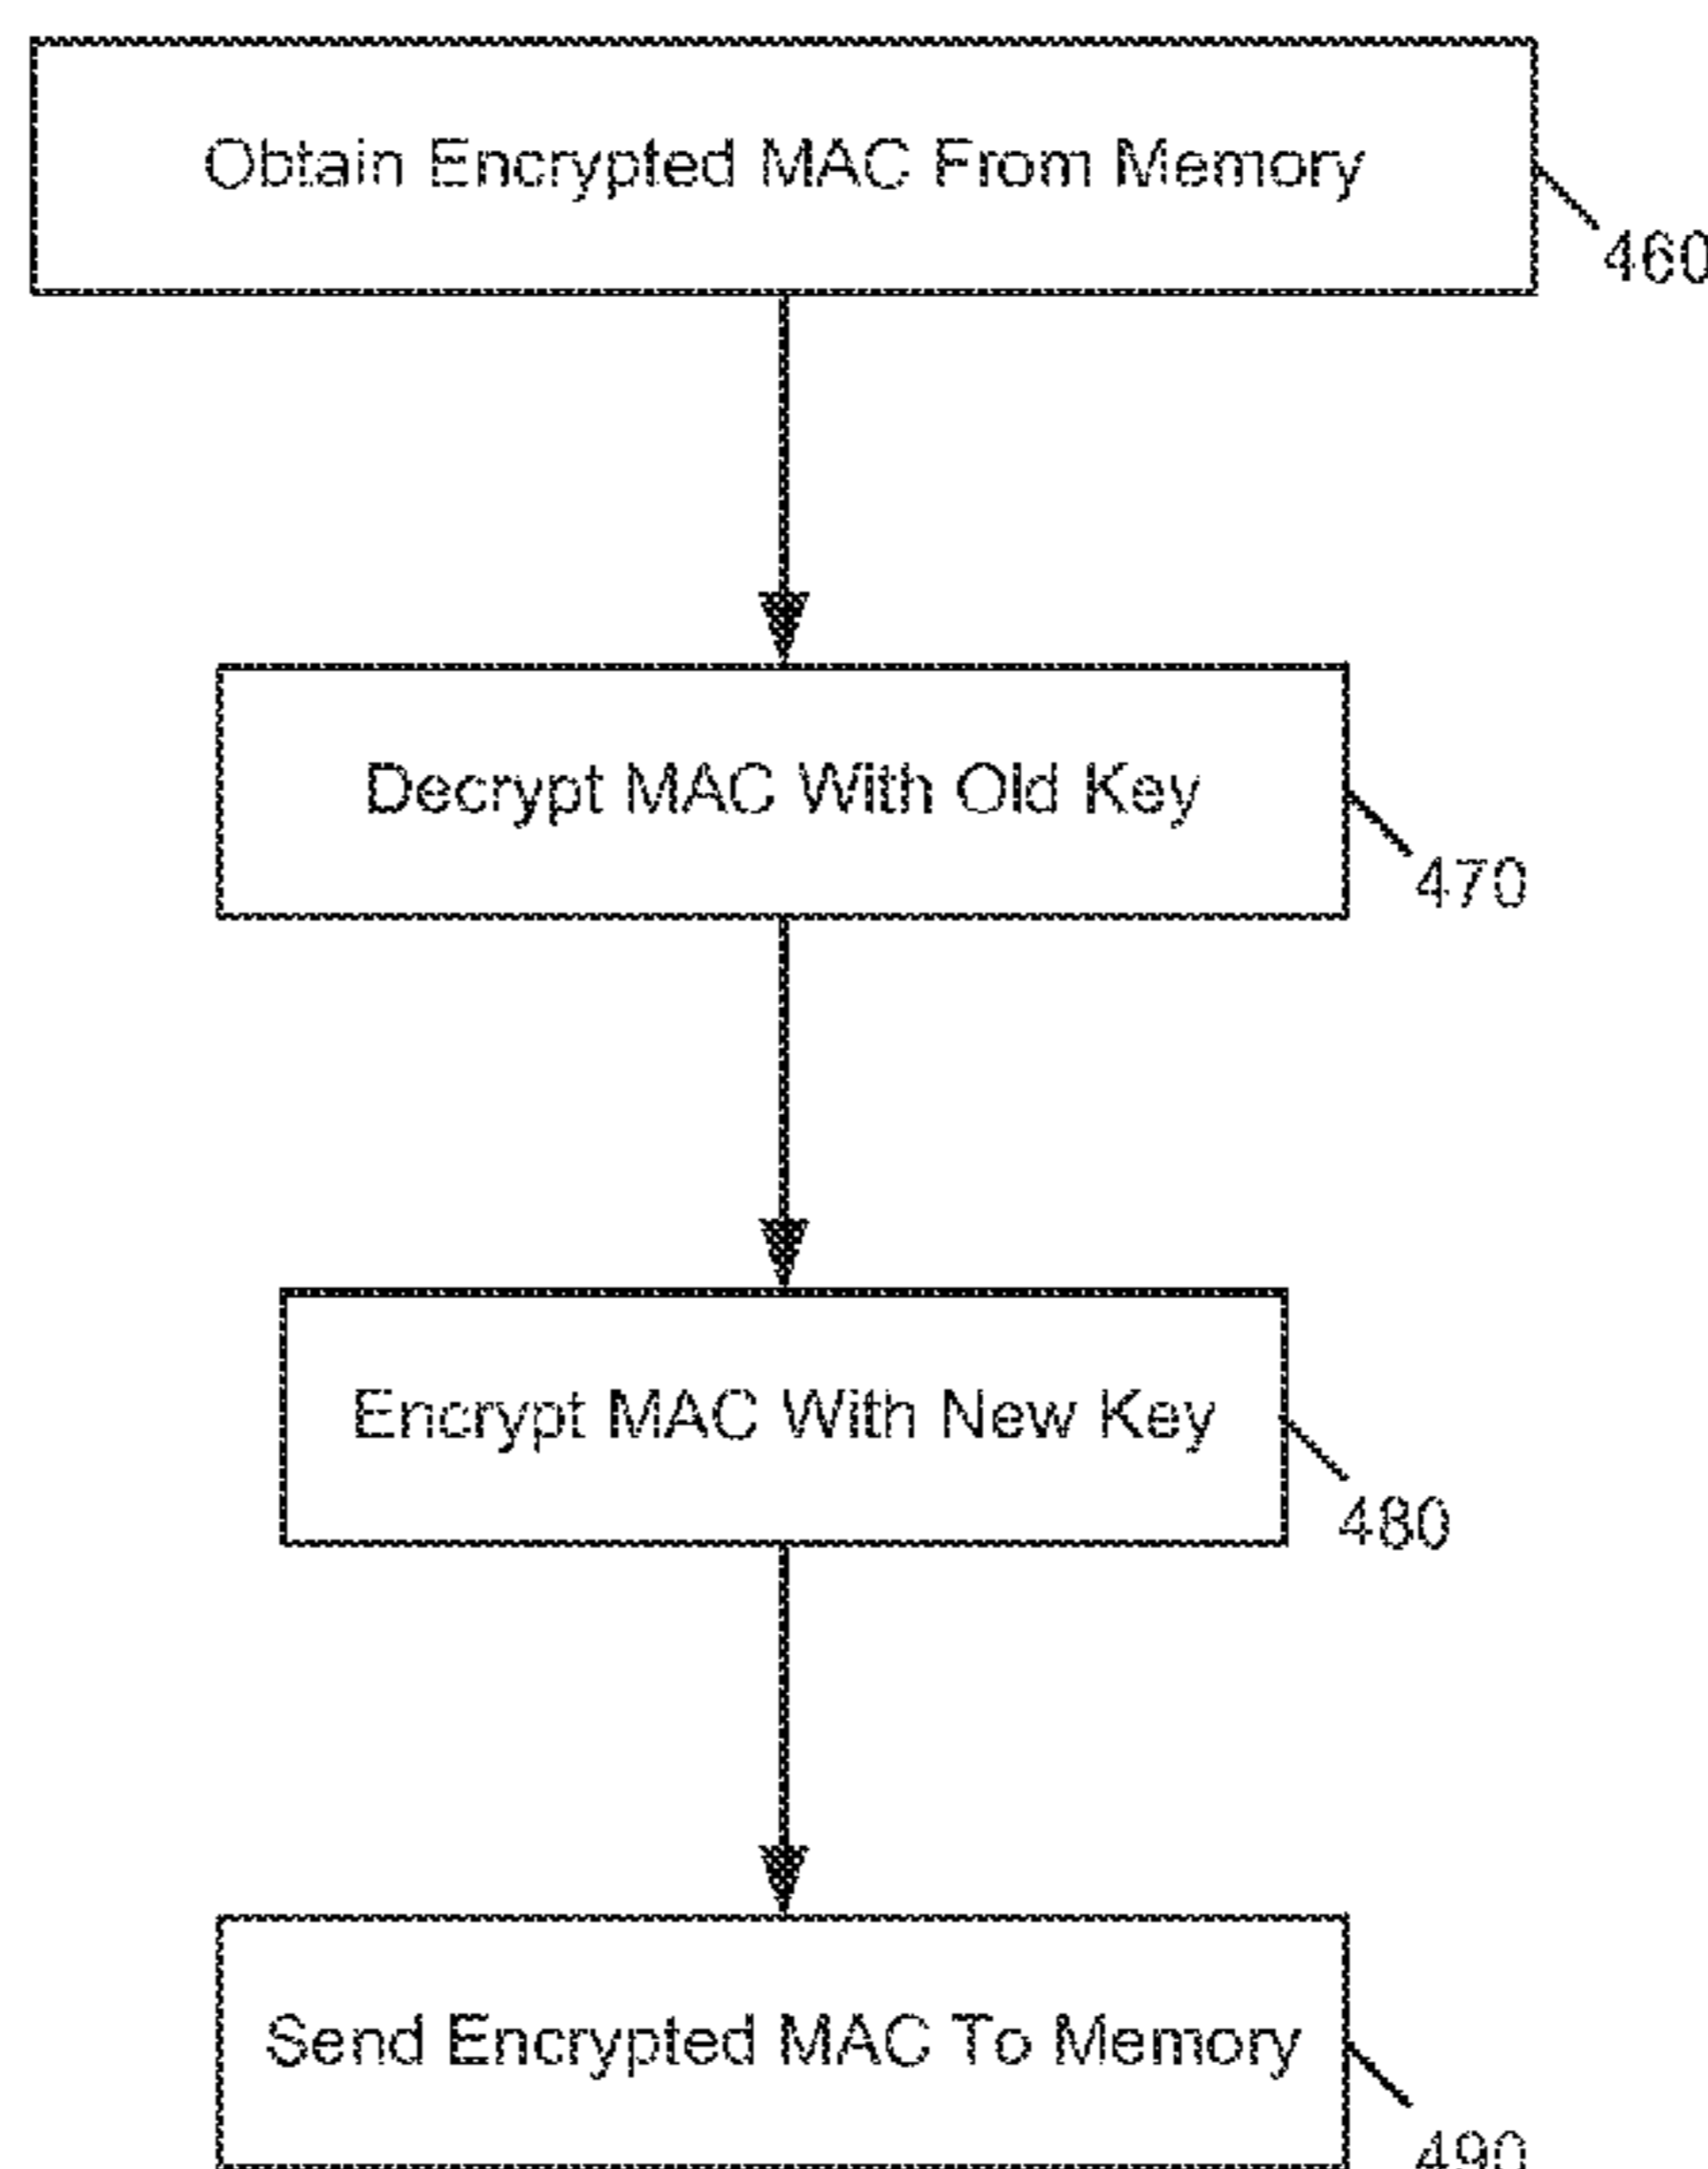 Obtain Encrypted MAC From Memory
460
Decrypt MAC With Old Key
470
Encrypt MAC With New Key
480
Send Encrypted MAC To Memory
490